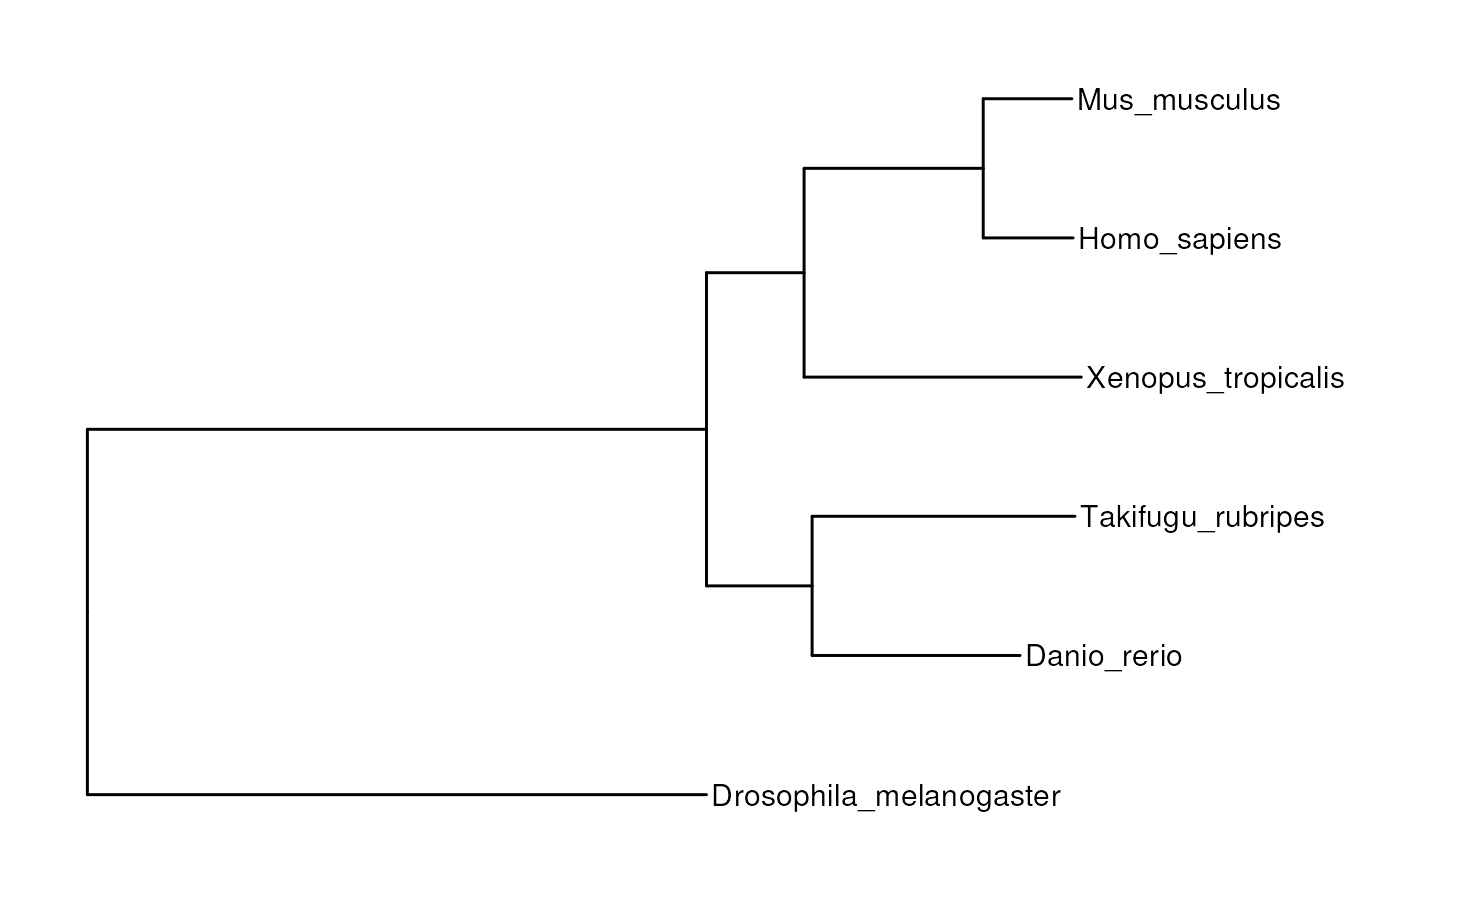 Mus_musculus
Homo_sapiens
Xenopus_tropicalis
Takifugu_rubripes
Danio_rerio
Drosophila_melanogaster